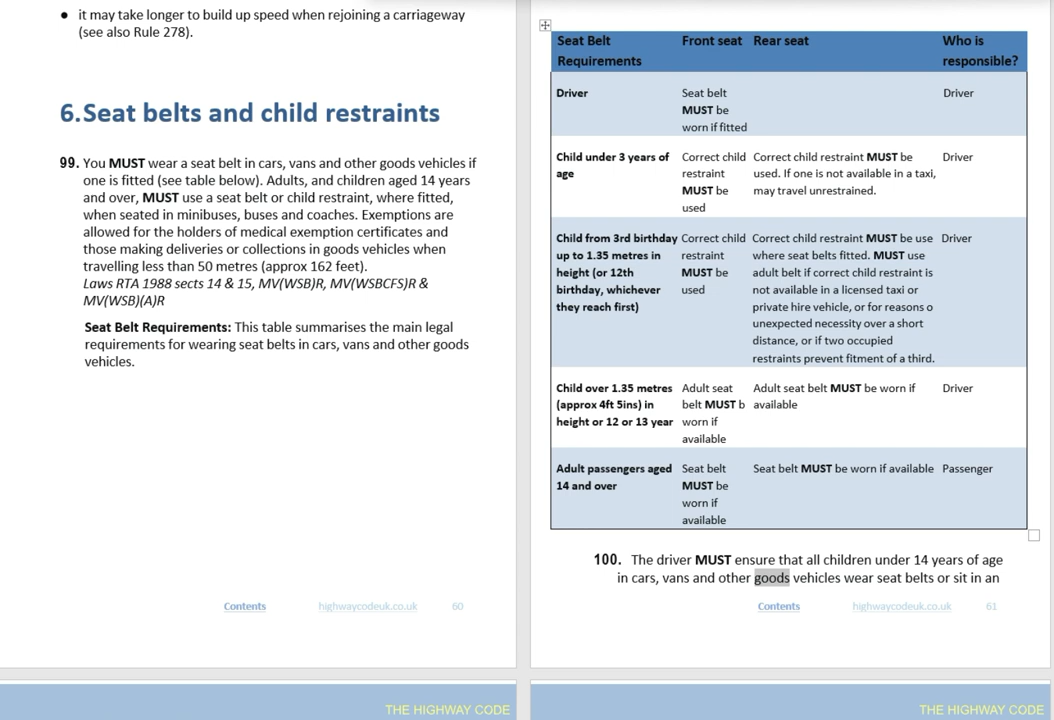 ● it may take longer to build up speed when rejoining a carriageway
(see also Rule 278).
6.Seat belts and child restraints
99. You MUST wear a seat belt in cars, vans and other goods vehicles if
one is fitted (see table below). Adults, and children aged 14 years
and over, MUST use a seat belt or child restraint, where fitted,
when seated in minibuses, buses and coaches. Exemptions are
allowed for the holders of medical exemption certificates and
those making deliveries or collections in goods vehicles when
travelling less than 50 metres (approx 162 feet).
Laws RTA 1988 sects 14 & 15, MV(WSB)R, MV(WSBCFS)R &
MV(WSB)(A)R
Seat Belt Requirements: This table summarises the main legal
requirements for wearing seat belts in cars, vans and other goods
vehicles.
Contents highwaycodeuk.co.uk 60
THE HIGHWAY CODE
Seat Belt
Requirements
Front seat
Rear seat
Who is
responsible?
Driver
Seat belt
MUST be
worn if fitted
Driver
Child under 3 years of
age
Correct child
restraint
MUST be
used
Correct child restraint MUST be
used. If one is not available in a taxi,
may travel unrestrained.
Driver
Child from 3rd birthday
up to 1.35 metres in
height (or 12th
birthday, whichever
they reach first)
Correct child
restraint
MUST be
used
Correct child restraint MUST be use
where seat belts fitted. MUST use
adult belt if correct child restraint is
not available in a licensed taxi or
private hire vehicle, or for reasons o
unexpected necessity over a short
distance, or if two occupied
restraints prevent fitment of a third.
Driver
Child over 1.35 metres
(approx 4ft 5ins) in
height or 12 or 13 year
Adult seat
belt MUST b
worn if
available
Adult seat belt MUST be worn if
available
Driver
Adult passengers aged
14 and over
Seat belt
MUST be
worn if
available
Seat belt MUST be worn if available
Passenger
100. The driver MUST ensure that all children under 14 years of age
in cars, vans and other goods vehicles wear seat belts or sit in an
Contents highwaycodeuk.co.uk 61
THE HIGHWAY CODE